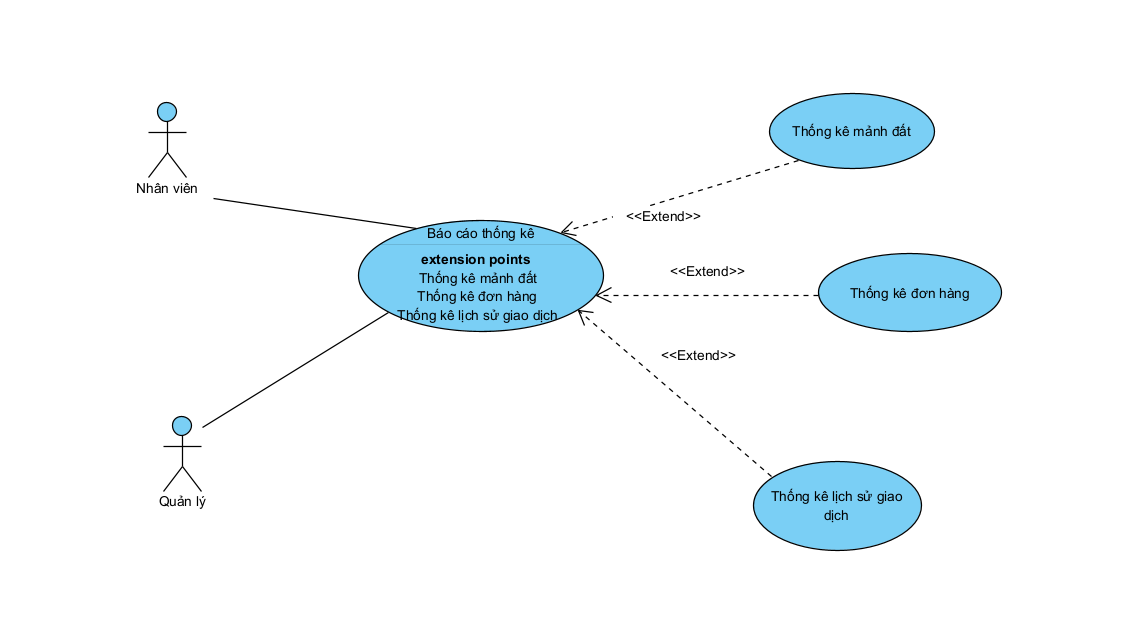 Thống kê mảnh đất
Nhân viên
<<Extend>>
Báo cáo thống kê
extension points
Thống kê mảnh đất
Thống kê đơn hàng
Thống kê lịch sử giao dịch
<<Extend>>
Thống kê đơn hàng
<<Extend>>
Quản lý
Thống kê lịch sử giao
dịch